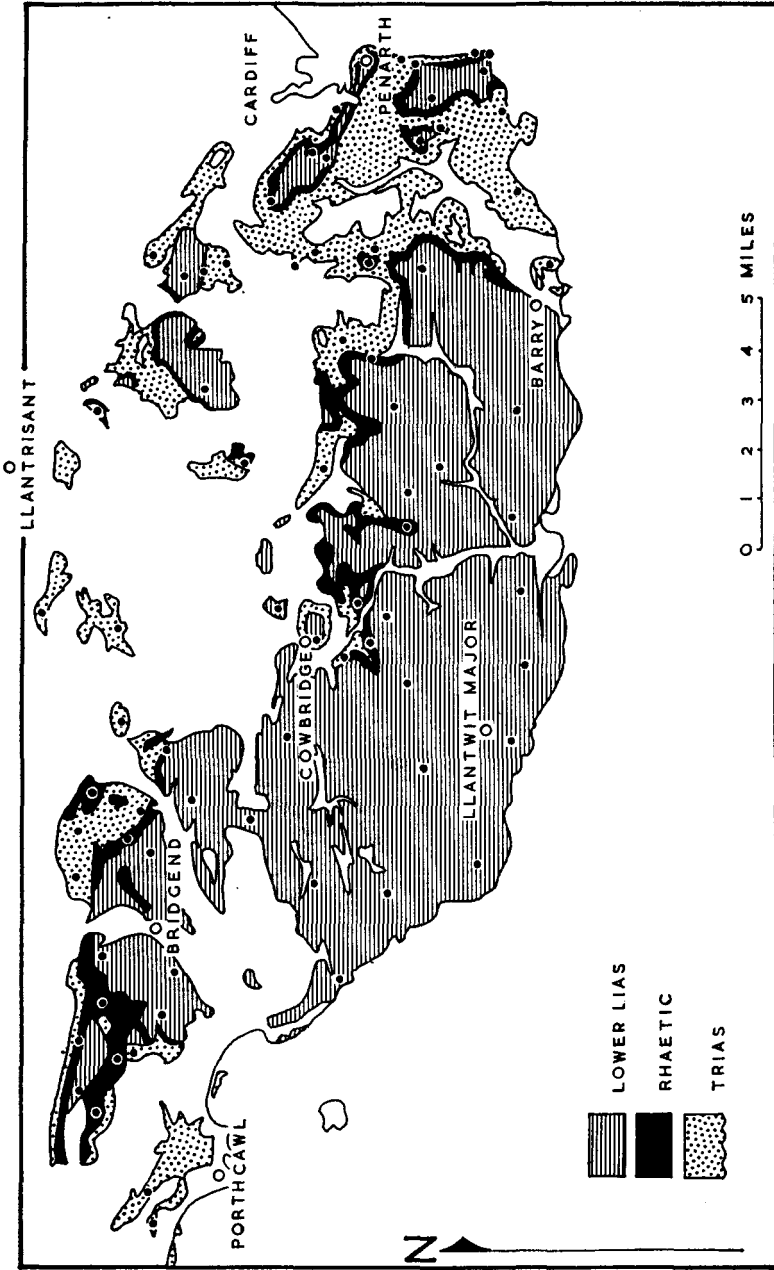 LLANTRISANT
CARDIFF
PENARTH
COWBRIDGE
BRIDGEND
BARRY
LLANTWIT MAJOR
PORTHCAWL
LOWER LIAS
RHAETIC
TRIAS
0 1 2 3 4 5 MILES
N